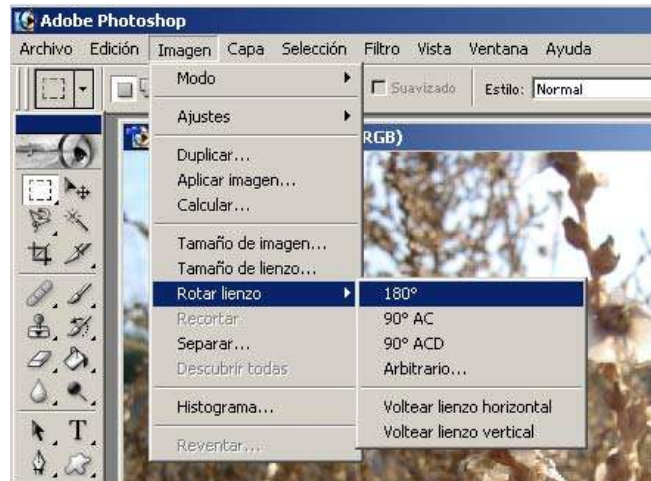 Adobe Photoshop
Archivo Edición Imagen Capa Selección Filtro Vista Ventana Ayuda
Suavizado Estilo: Normal
RGB)
Modo
Ajustes
Duplicar...
Aplicar imagen...
Calcular...
Tamaño de imagen...
Tamaño de lienzo...
Rotar lienzo
Recortar
Separar...
Descubrir todas
Histograma...
Reventar...
180°
90° AC
90° ACD
Arbitrario...
Voltear lienzo horizontal
Voltear lienzo vertical
T